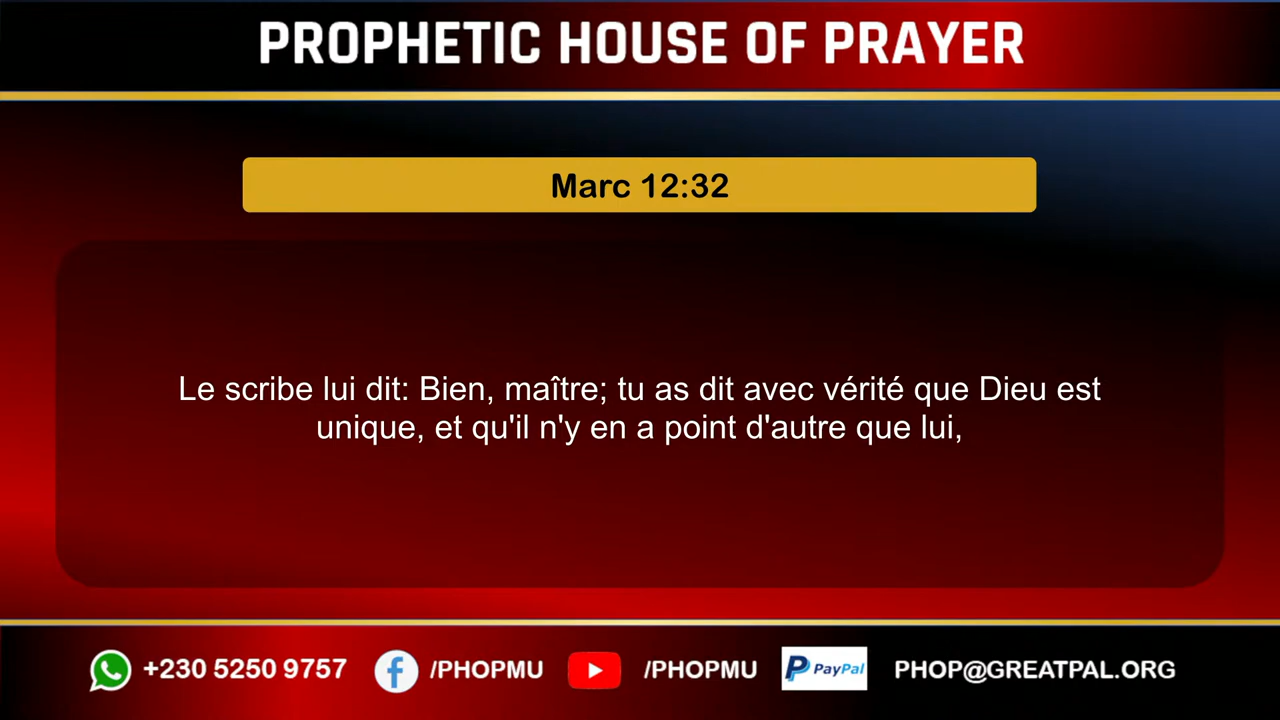 PROPHETIC HOUSE OF PRAYER
Marc 12:32
Le scribe lui dit: Bien, maître; tu as dit avec vérité que Dieu est
unique, et qu'il n'y en a point d'autre que lui,
+230 5250 9757 /PHOPMU /PHOPMU PayPal PHOP@GREATPAL.ORG